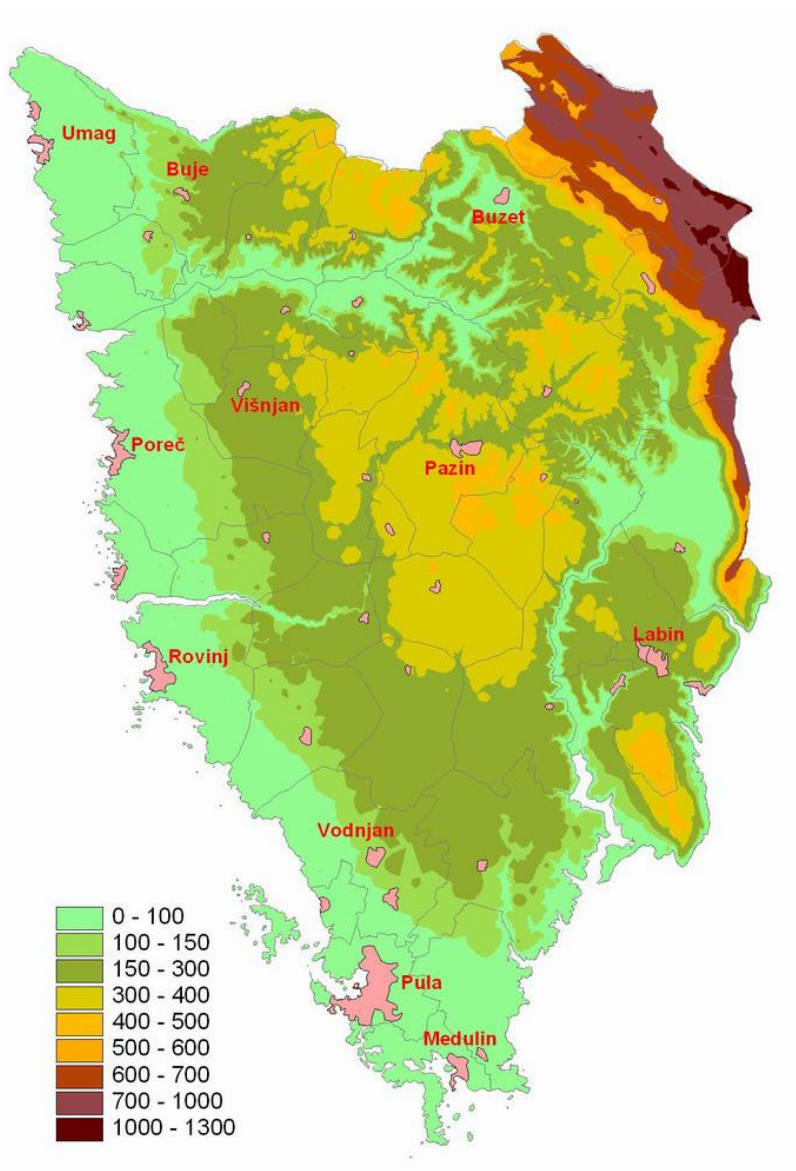 Umag
Buje
Buzet
Višnjan
Poreč
Pazin
Labin
Rovinj
Vodnjan
Pula
Medulin
0 - 100
100 - 150
150 - 300
300 - 400
400 - 500
500 - 600
600 - 700
700 - 1000
1000 - 1300